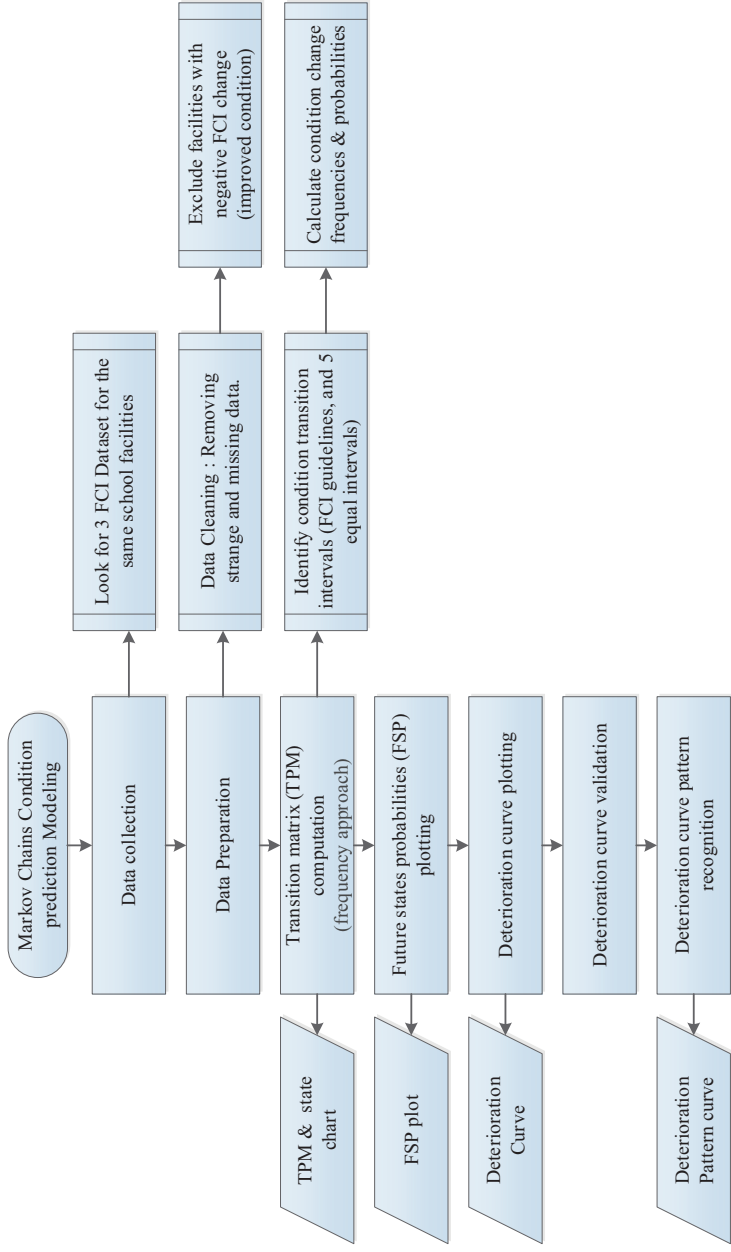 Markov Chains Condition
prediction Modeling
Data collection
Look for 3 FCI Dataset for the
same school facilities
Data Preparation
Data Cleaning : Removing
strange and missing data.
Exclude facilities with
negative FCI change
(improved condition)
Transition matrix (TPM)
computation
(frequency approach)
Identify condition transition
intervals (FCI guidelines, and 5
equal intervals)
Calculate condition change
frequencies & probabilities
TPM & state
chart
Future states probabilities (FSP)
plotting
FSP plot
Deterioration curve plotting
Deterioration
Curve
Deterioration curve validation
Deterioration curve pattern
recognition
Deterioration
Pattern curve